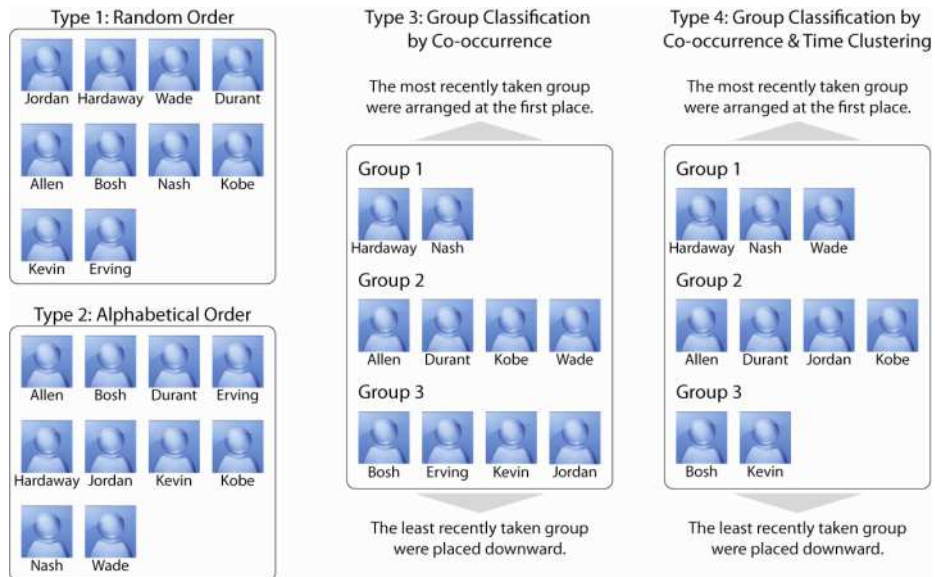 Type 1: Random Order
Jordan Hardaway Wade Durant
Allen Bosh Nash Kobe
Kevin Erving
Type 2: Alphabetical Order
Allen Bosh Durant Erving
Hardaway Jordan Kevin Kobe
Nash Wade
Type 3: Group Classification
by Co-occurrence
The most recently taken group
were arranged at the first place.
Group 1
Hardaway Nash
Group 2
Allen Durant Kobe Wade
Group 3
Bosh Erving Kevin Jordan
The least recently taken group
were placed downward.
Type 4: Group Classification by
Co-occurrence & Time Clustering
The most recently taken group
were arranged at the first place.
Group 1
Hardaway Nash Wade
Group 2
Allen Durant Jordan Kobe
Group 3
Bosh Kevin
The least recently taken group
were placed downward.